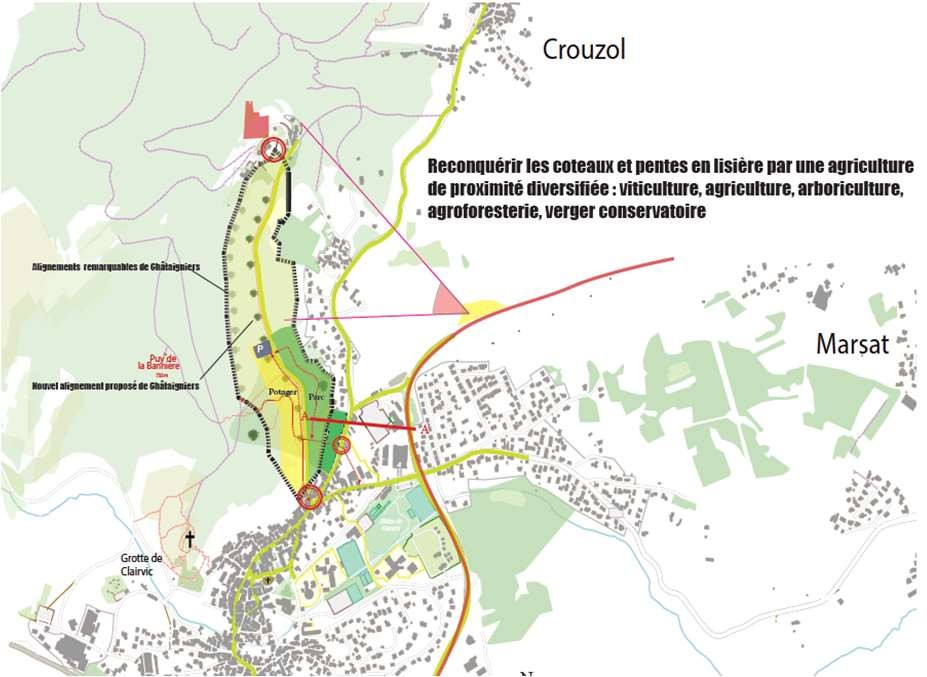 Crouzol
Reconquérir les coteaux et pentes en lisière par une agriculture
de proximité diversifiée : viticulture, agriculture, arboriculture,
agroforesterie, verger conservatoire
Alignements remarquables de Châtaigniers
Marsat
Puy de
la Bannière
P
Nouvel alignement proposé de Châtaigniers
Potager
Parc
A
A
Grotte de
Clairvic